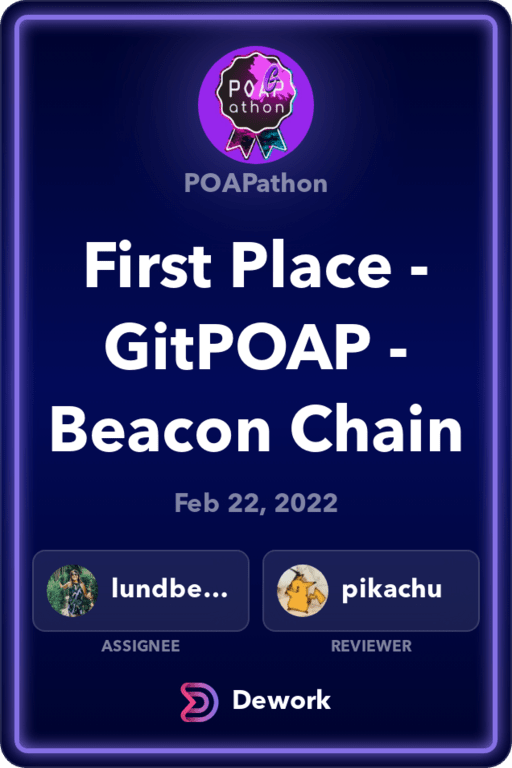 POAP
athon
POAPathon
First Place -
GitPOAP -
Beacon Chain
Feb 22, 2022
lundbe...
pikachu
ASSIGNEE
REVIEWER
Dework